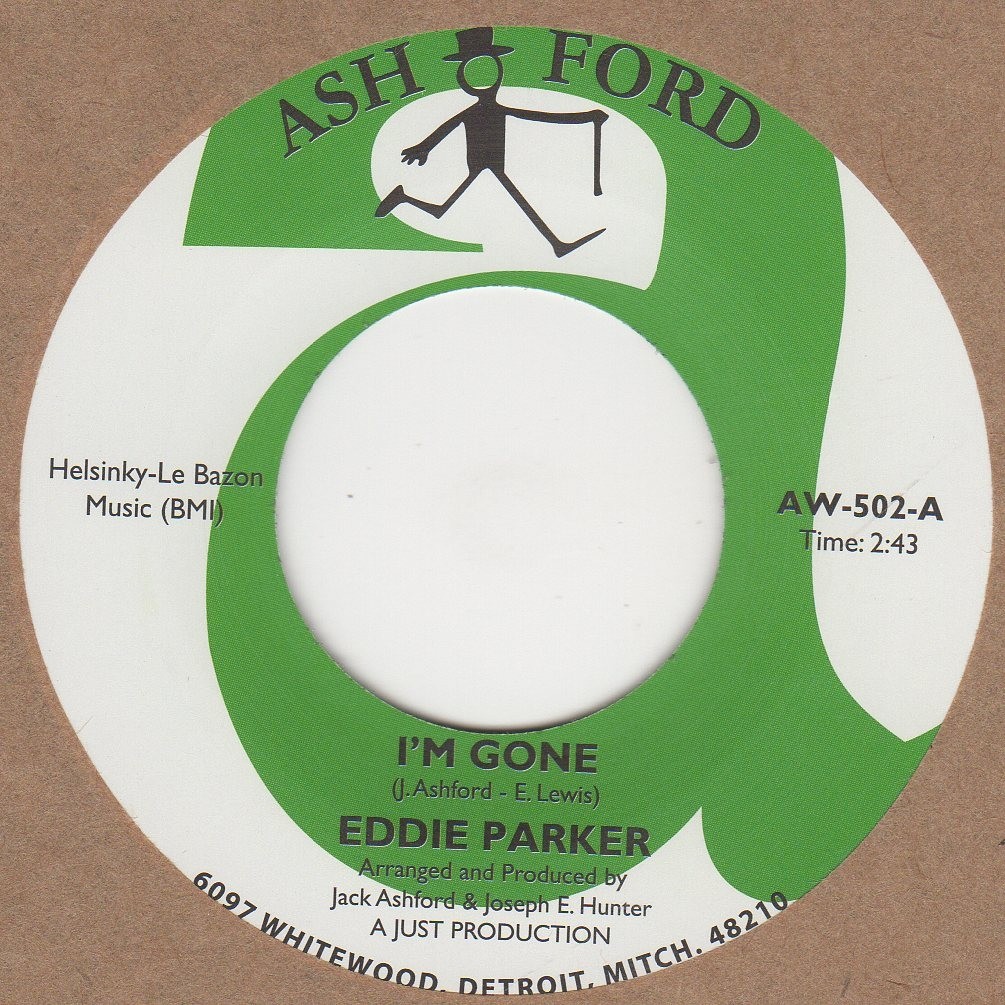 ASH FORD
Helsinky-Le Bazon
Music (BMI)
AW-502-A
Time: 2:43
I'M GONE
(J. Ashford - E. Lewis)
EDDIE PARKER
Arranged and Produced by
Jack Ashford & Joseph E. Hunter
A JUST PRODUCTION
6097 WHITEWOOD, DETROIT, MITCH. 48210